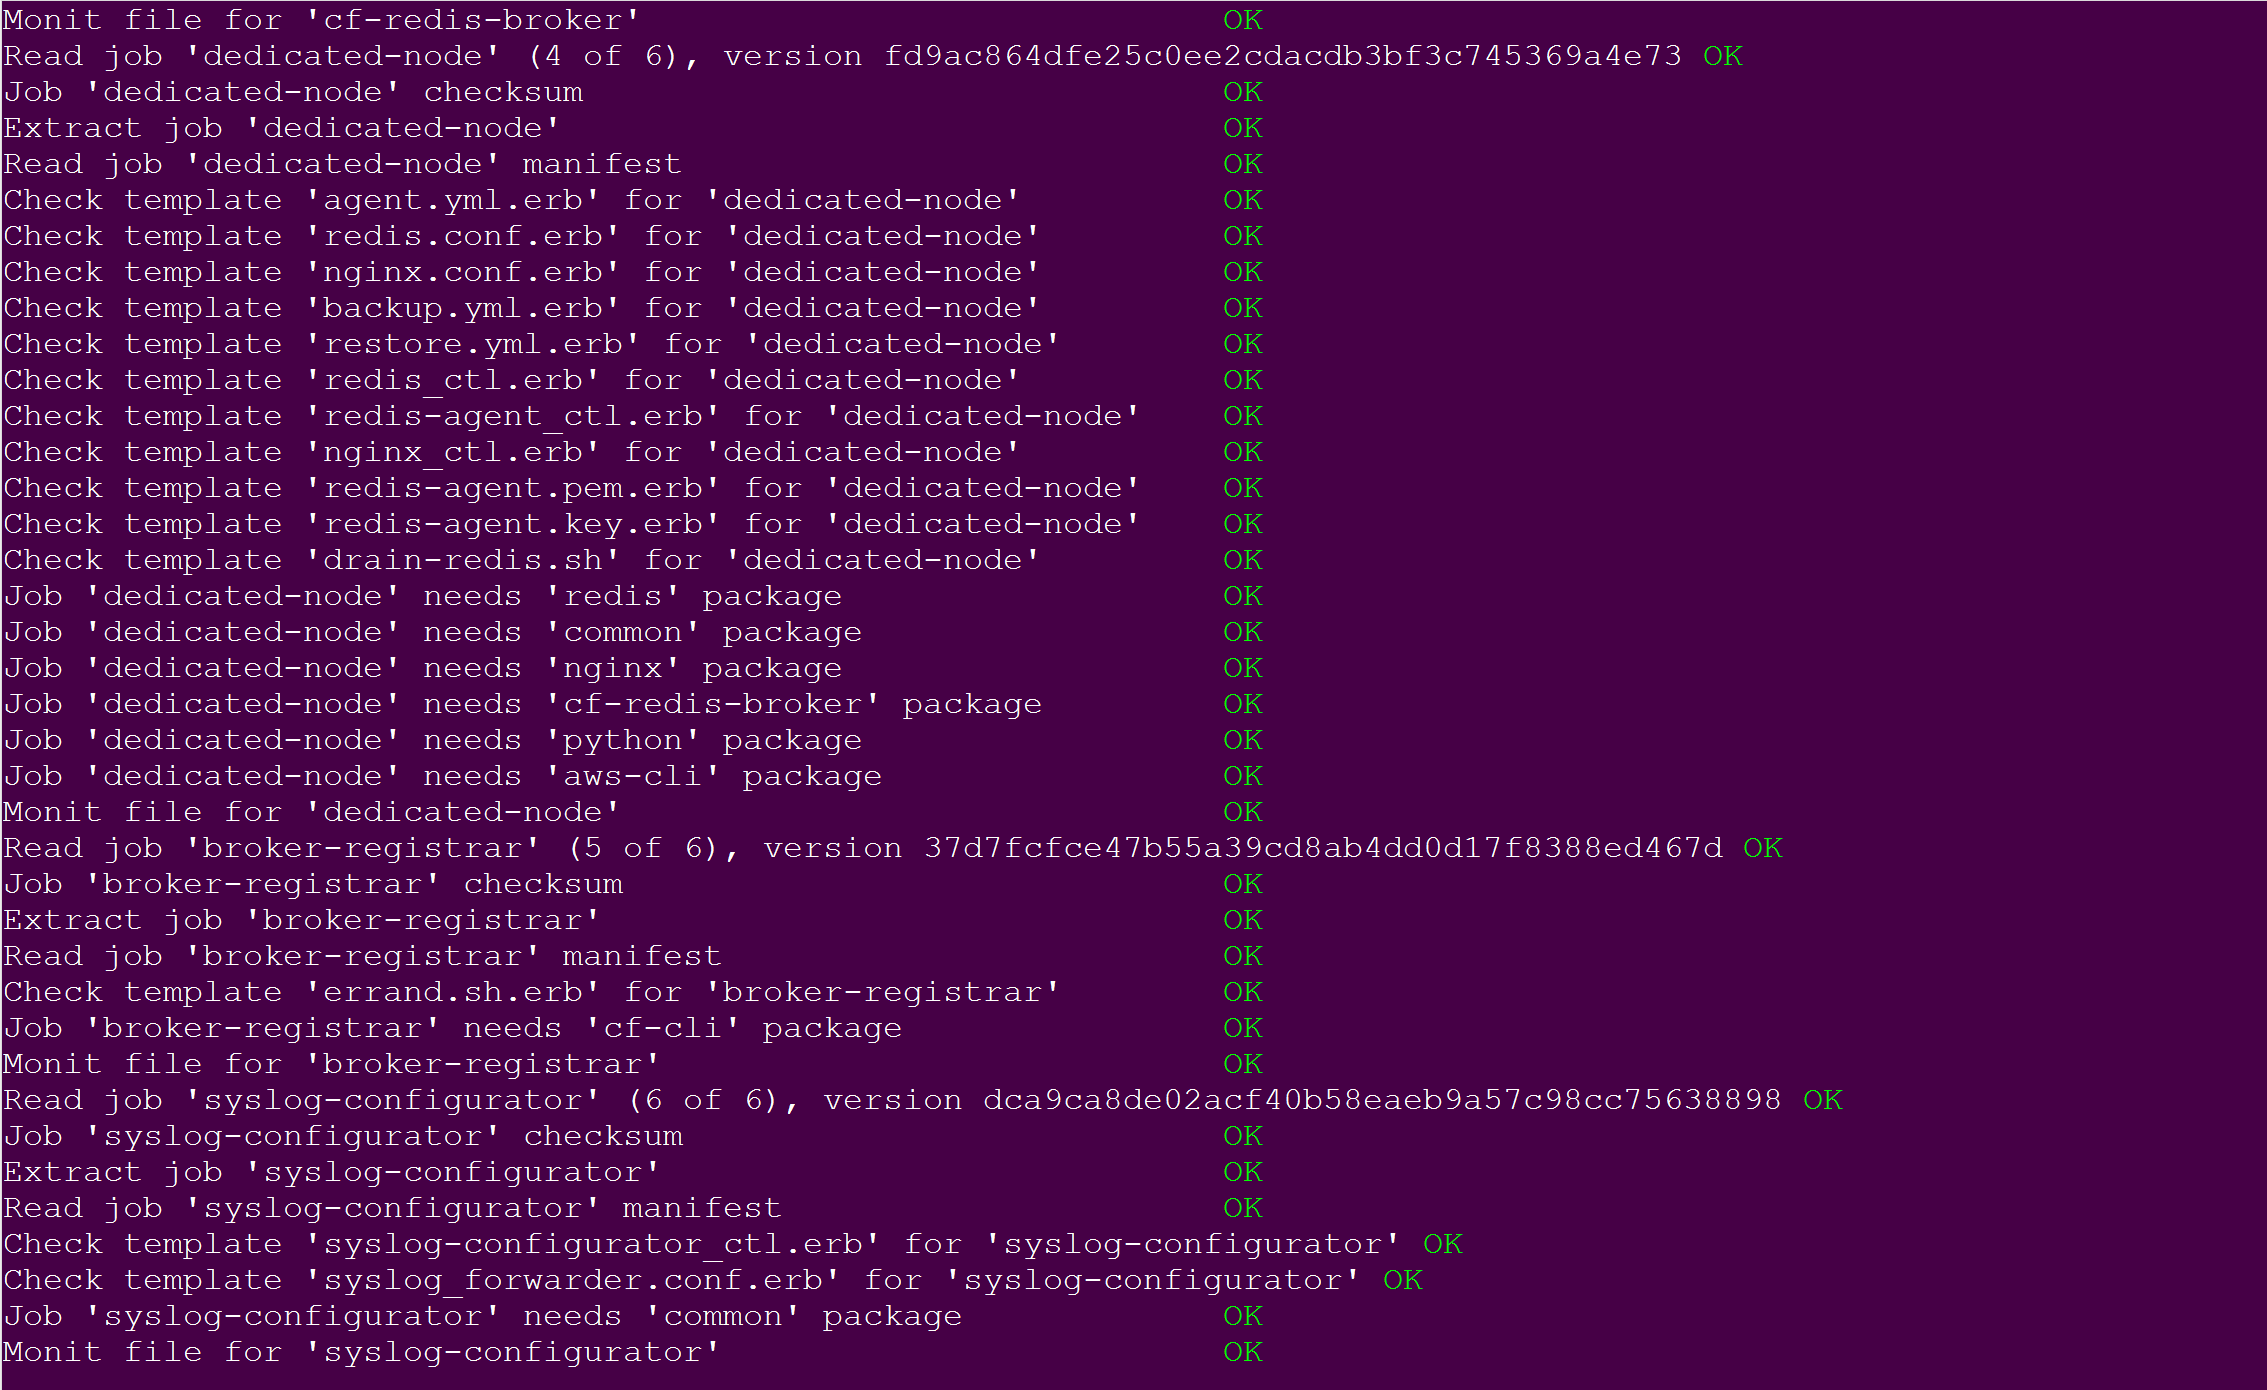 Monit file for 'cf-redis-broker' OK
Read job 'dedicated-node' (4 of 6), version fd9ac864dfe25c0ee2cdacdb3bf3c745369a4e73 OK
Job 'dedicated-node' checksum OK
Extract job 'dedicated-node' OK
Read job 'dedicated-node' manifest OK
Check template 'agent.yml.erb' for 'dedicated-node' OK
Check template 'redis.conf.erb' for 'dedicated-node' OK
Check template 'nginx.conf.erb' for 'dedicated-node' OK
Check template 'backup.yml.erb' for 'dedicated-node' OK
Check template 'restore.yml.erb' for 'dedicated-node' OK
Check template 'redis_ctl.erb' for 'dedicated-node' OK
Check template 'redis-agent_ctl.erb' for 'dedicated-node' OK
Check template 'nginx_ctl.erb' for 'dedicated-node' OK
Check template 'redis-agent.pem.erb' for 'dedicated-node' OK
Check template 'redis-agent.key.erb' for 'dedicated-node' OK
Check template 'drain-redis.sh' for 'dedicated-node' OK
Job 'dedicated-node' needs 'redis' package OK
Job 'dedicated-node' needs 'common' package OK
Job 'dedicated-node' needs 'nginx' package OK
Job 'dedicated-node' needs 'cf-redis-broker' package OK
Job 'dedicated-node' needs 'python' package OK
Job 'dedicated-node' needs 'aws-cli' package OK
Monit file for 'dedicated-node' OK
Read job 'broker-registrar' (5 of 6), version 37d7fcfce47b55a39cd8ab4dd0d17f8388ed467d OK
Job 'broker-registrar' checksum OK
Extract job 'broker-registrar' OK
Read job 'broker-registrar' manifest OK
Check template 'errand.sh.erb' for 'broker-registrar' OK
Job 'broker-registrar' needs 'cf-cli' package OK
Monit file for 'broker-registrar' OK
Read job 'syslog-configurator' (6 of 6), version dca9ca8de02acf40b58eaeb9a57c98cc75638898 OK
Job 'syslog-configurator' checksum OK
Extract job 'syslog-configurator' OK
Read job 'syslog-configurator' manifest OK
Check template 'syslog-configurator_ctl.erb' for 'syslog-configurator' OK
Check template 'syslog_forwarder.conf.erb' for 'syslog-configurator' OK
Job 'syslog-configurator' needs 'common' package OK
Monit file for 'syslog-configurator' OK